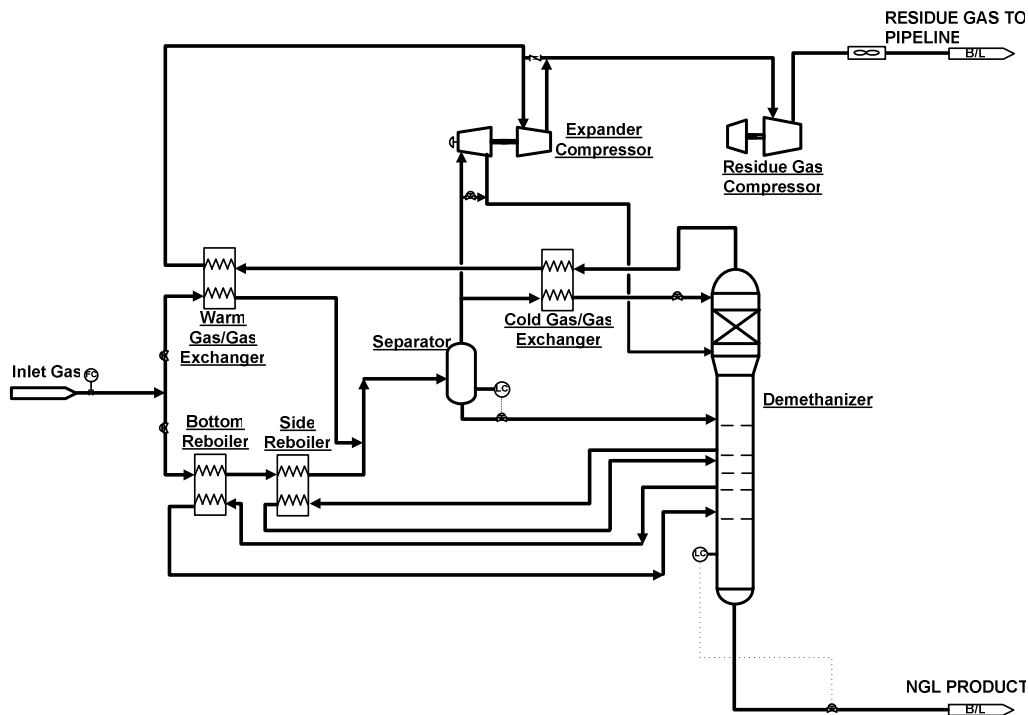 RESIDUE GAS TO
PIPELINE
B/L
Expander
Compressor
Residue Gas
Compressor
Warm
Gas/Gas
Exchanger
Cold Gas/Gas
Exchanger
Separator
Inlet Gas
FC
LC
Demethanizer
Bottom
Reboiler
Side
Reboiler
LC
NGL PRODUCT
B/L